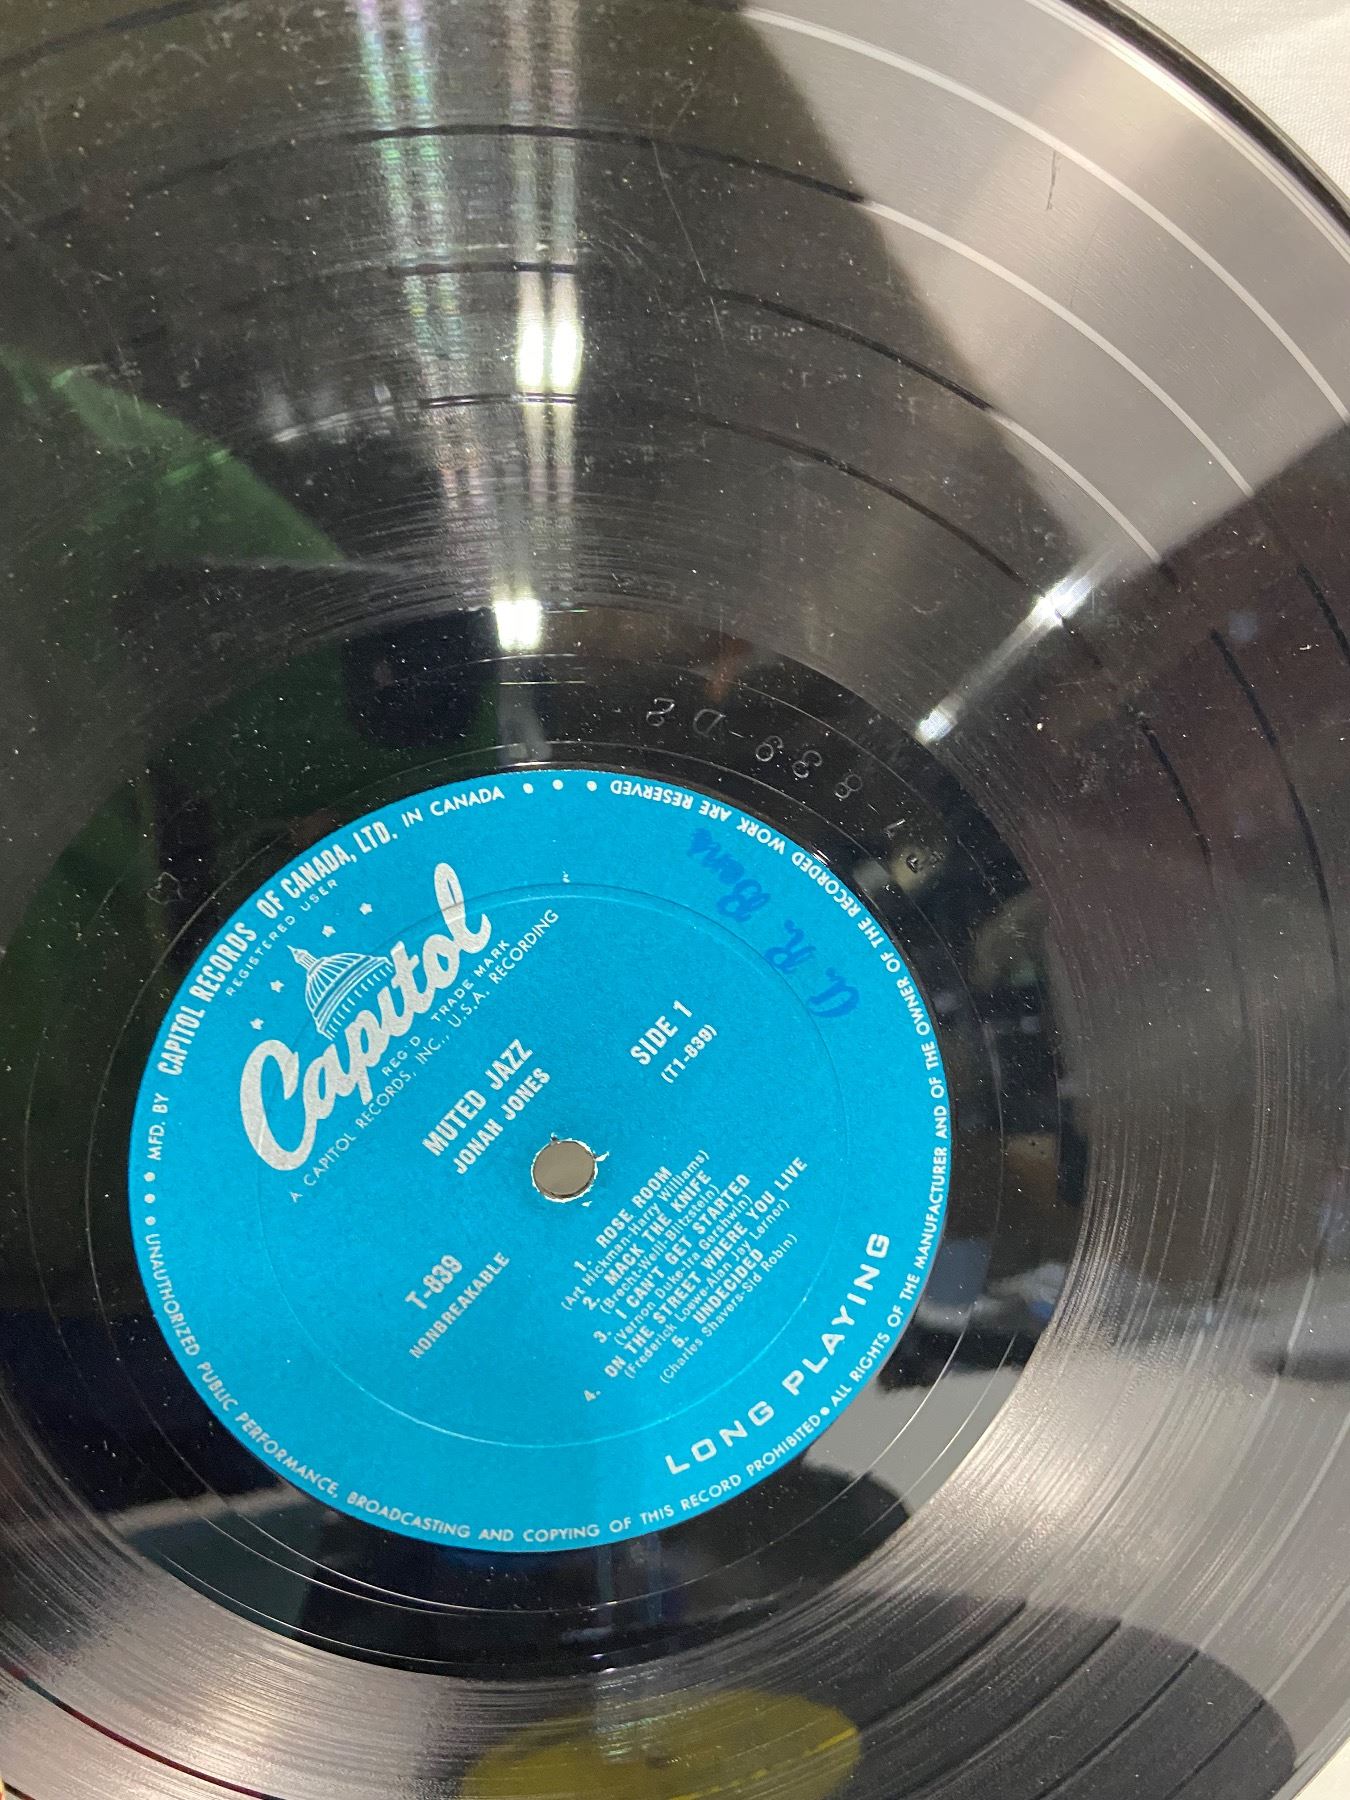 MFD. BY CAPITOL RECORDS OF CANADA, LTD. IN CANADA
REGISTERED USER
Capitol
REG'D TRADE MARK
A CAPITOL RECORDS, INC., U.S.A. RECORDING
MUTED JAZZ
JONAH JONES
SIDE 1
(T1-839)
T-839
NONBREAKABLE
1. ROSE ROOM
(Art Hickman-Harry Williams)
2. MACK THE KNIFE
(Brecht-Weill-Blitzstein)
3. I CAN'T GET STARTED
(Vernon Duke-Ira Gershwin)
4. ON THE STREET WHERE YOU LIVE
(Frederick Loewe-Alan Jay Lerner)
5. UNDECIDED
(Charles Shavers-Sid Robin)
LONG PLAYING
• • UNAUTHORIZED PUBLIC PERFORMANCE, BROADCASTING AND COPYING OF THIS RECORD PROHIBITED • ALL RIGHTS OF THE MANUFACTURER AND OF THE OWNER OF THE RECORDED WORK ARE RESERVED • • •
839-D2